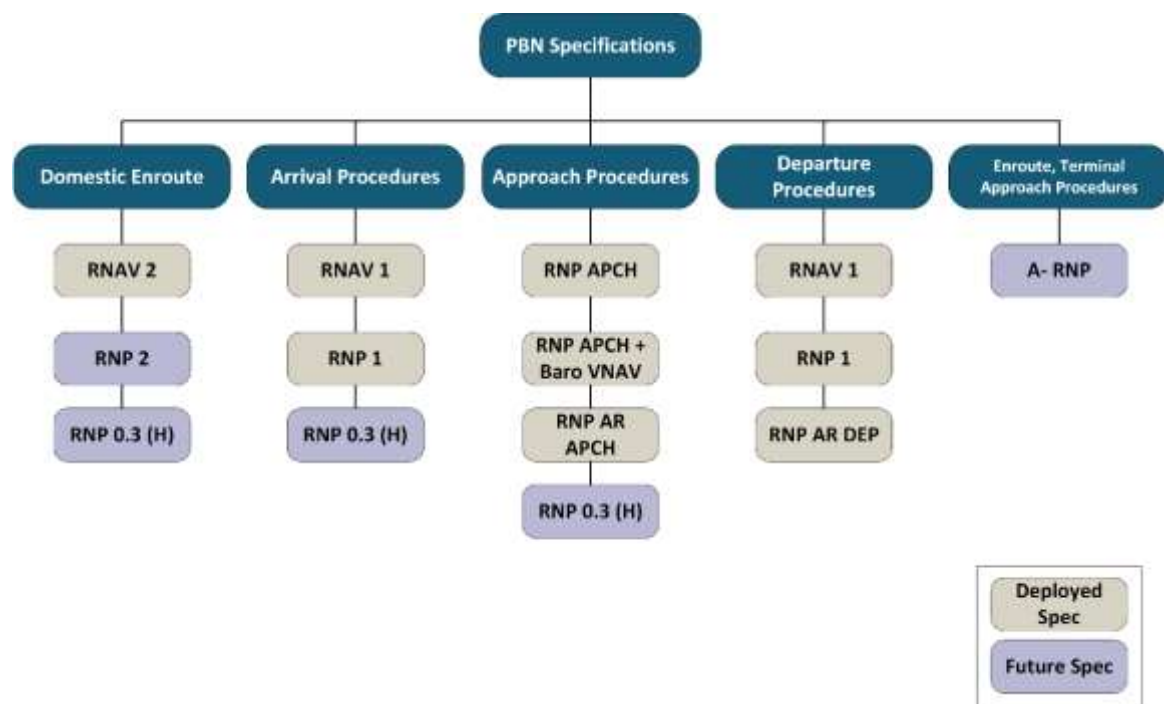 PBN Specifications
Domestic Enroute
Arrival Procedures
Approach Procedures
Departure
Procedures
Enroute, Terminal
Approach Procedures
RNAV 2
RNAV 1
RNP APCH
RNAV 1
A- RNP
RNP 2
RNP 1
RNP APCH +
Baro VNAV
RNP 1
RNP 0.3 (H)
RNP 0.3 (H)
RNP AR
APCH
RNP AR DEP
RNP 0.3 (H)
Deployed
Spec
Future Spec